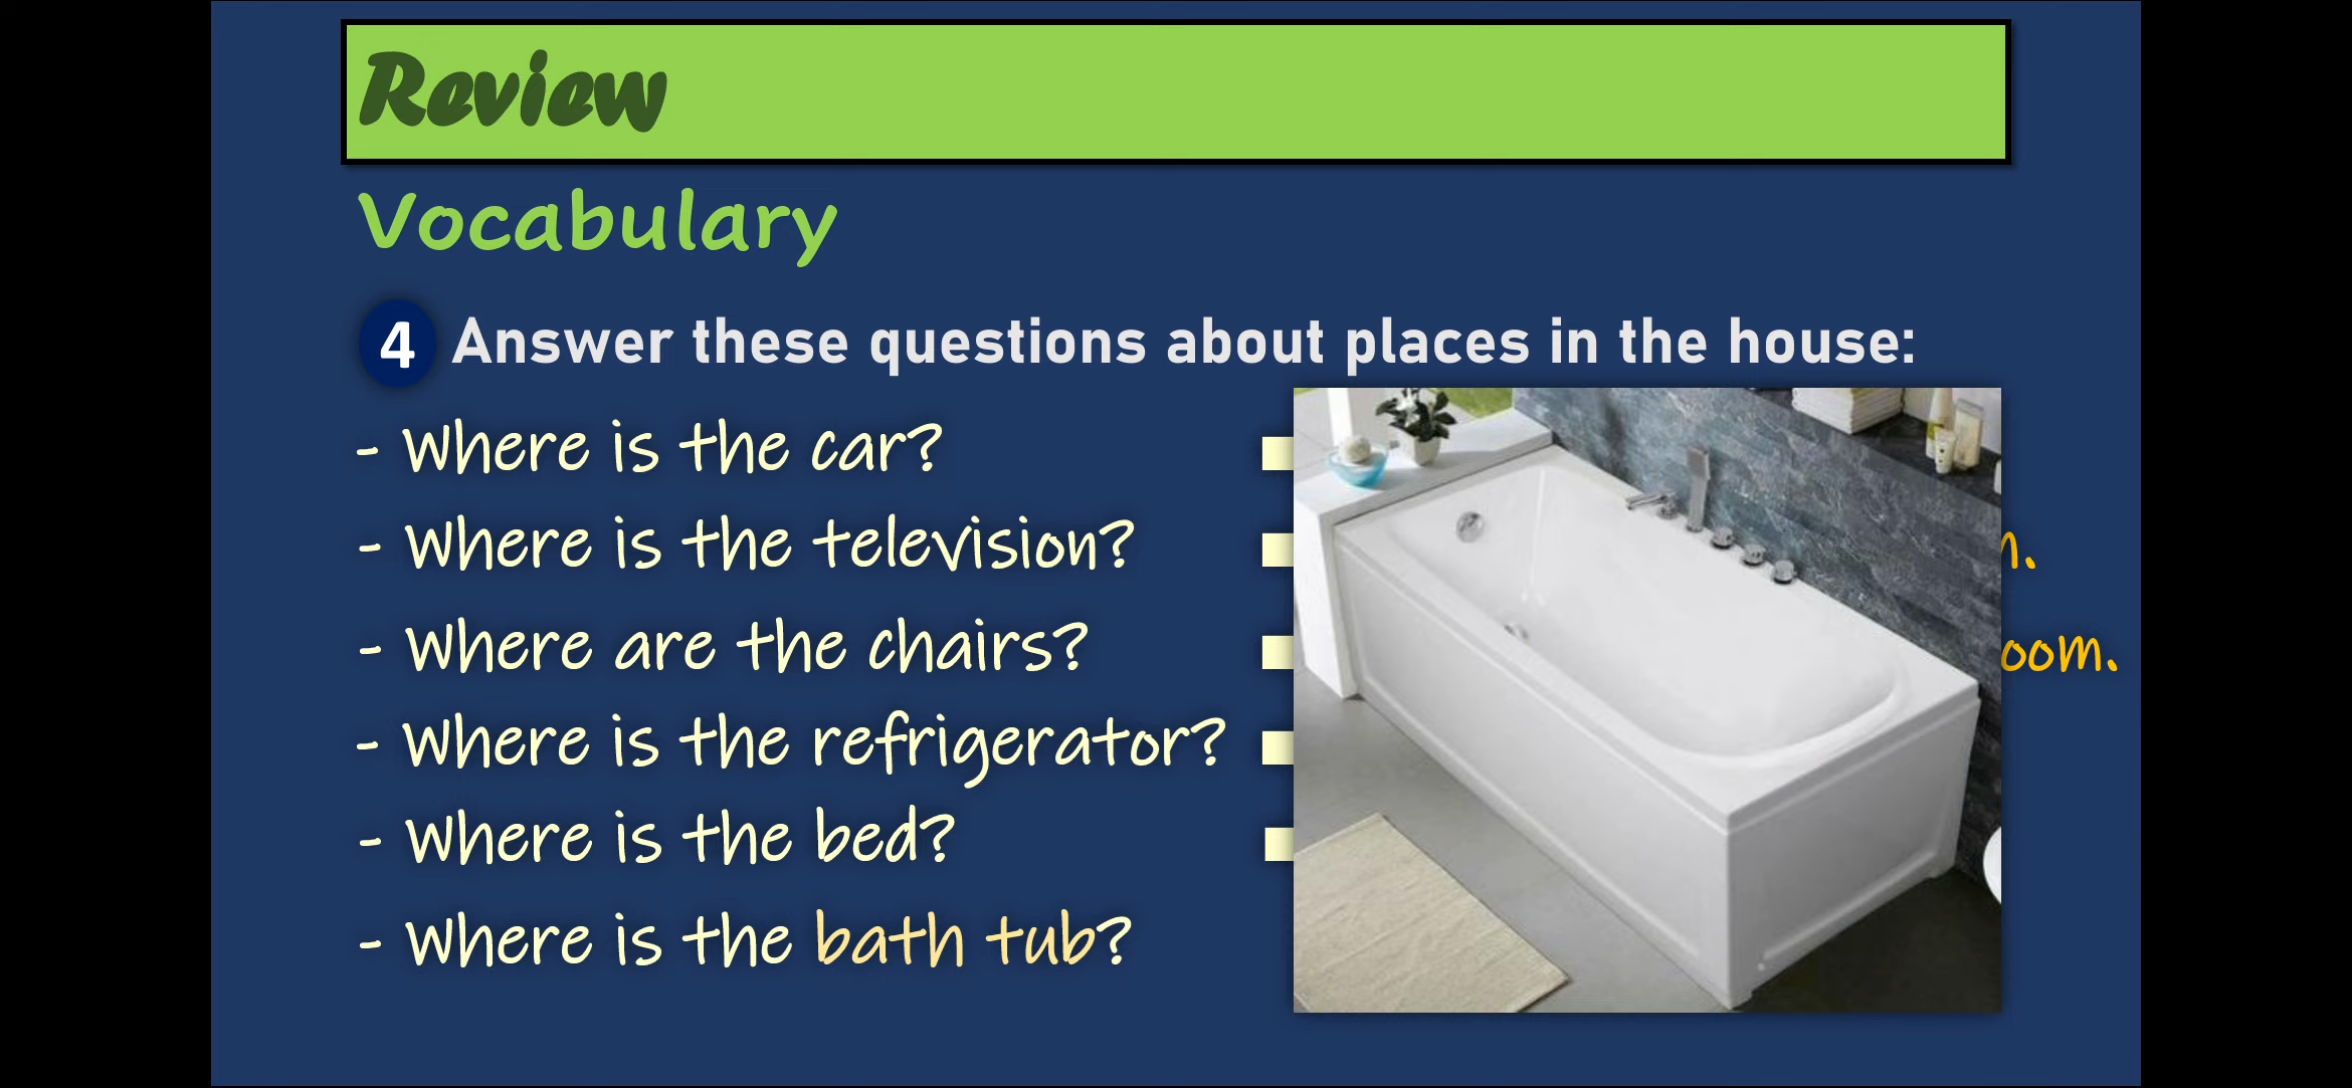 Review
Vocabulary
4 Answer these questions about places in the house:
- Where is the car?
- Where is the television?
- Where are the chairs?
- Where is the refrigerator?
- Where is the bed?
- Where is the bath tub?